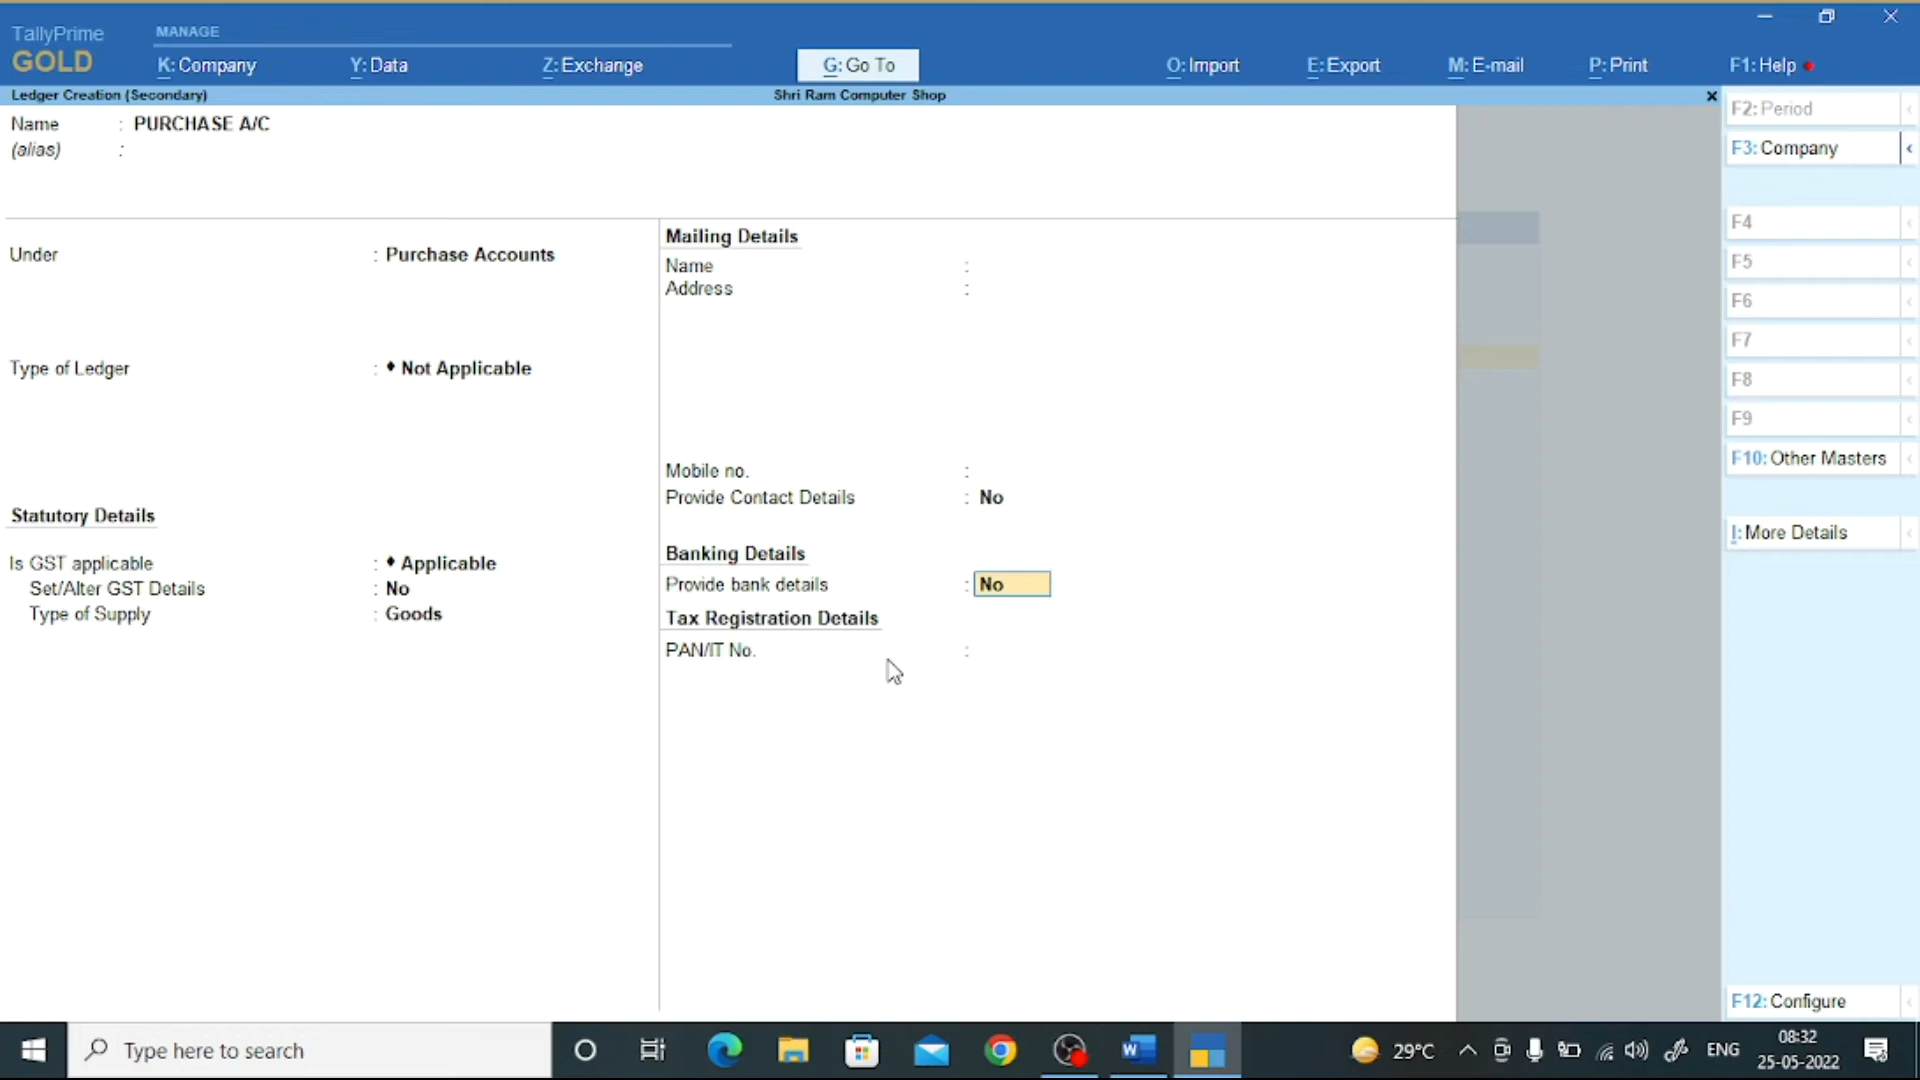 TallyPrime
GOLD
MANAGE
K: Company
Y: Data
Z: Exchange
G: Go To
O: Import
E: Export
M: E-mail
P: Print
F1: Help
Ledger Creation (Secondary)
Shri Ram Computer Shop
×
Name : PURCHASE A/C
(alias) :
Under : Purchase Accounts
Type of Ledger : ♦ Not Applicable
Statutory Details
Is GST applicable : ♦ Applicable
Set/Alter GST Details : No
Type of Supply : Goods
Mailing Details
Name :
Address :
Mobile no. :
Provide Contact Details : No
Banking Details
Provide bank details : No
Tax Registration Details
PAN/IT No. :
F2: Period
F3: Company
F4
F5
F6
F7
F8
F9
F10: Other Masters
I: More Details
F12: Configure
Type here to search
29°C
ENG
08:32
25-05-2022